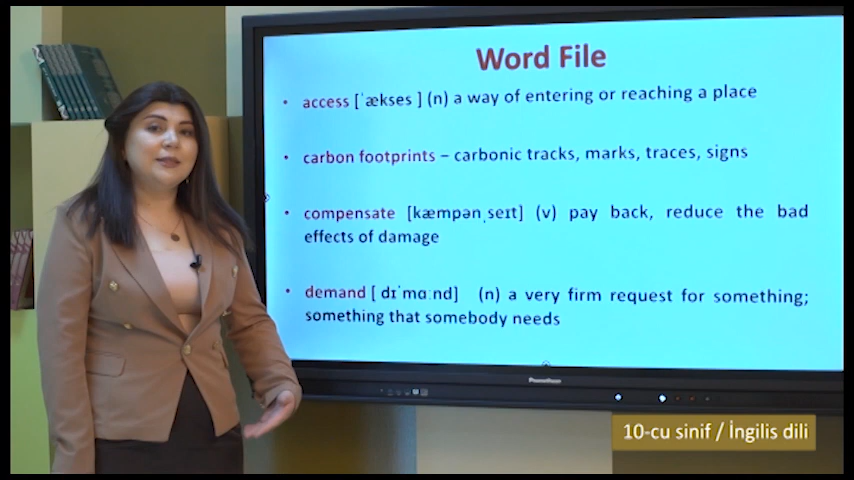 Word File
• access [ˈækses ] (n) a way of entering or reaching a place
• carbon footprints – carbonic tracks, marks, traces, signs
• compensate [kæmpənˌseɪt] (v) pay back, reduce the bad
effects of damage
• demand [ dɪˈmɑːnd] (n) a very firm request for something;
something that somebody needs
Promethean
10-cu sinif / İngilis dili